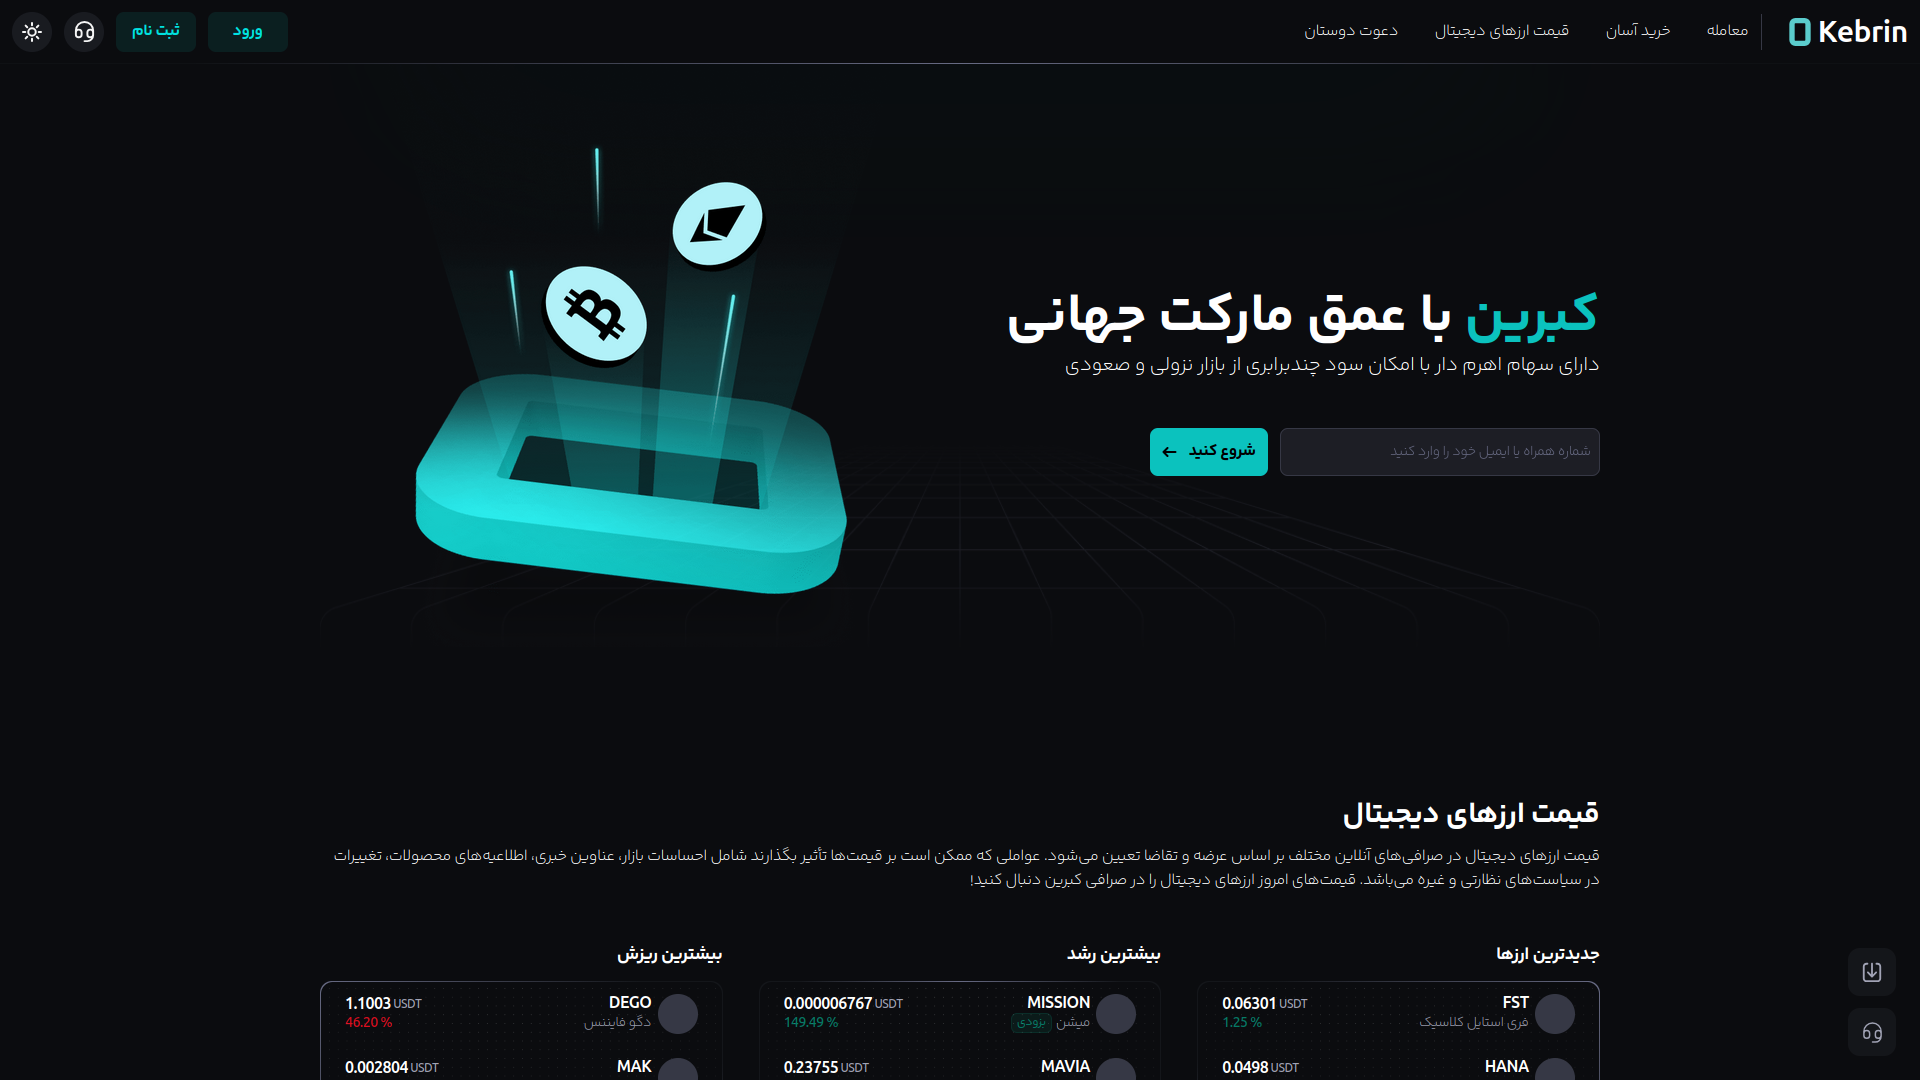 Kebrin
معامله
خرید آسان
قیمت ارزهای دیجیتال
دعوت دوستان
ورود
ثبت نام
کبرین با عمق مارکت جهانی
دارای سهام اهرم دار با امکان سود چندبرابری از بازار نزولی و صعودی
شماره همراه یا ایمیل خود را وارد کنید
شروع کنید
قیمت ارزهای دیجیتال
قیمت ارزهای دیجیتال در صرافی‌های آنلاین مختلف بر اساس عرضه و تقاضا تعیین می‌شود. عواملی که ممکن است بر قیمت‌ها تأثیر بگذارند شامل احساسات بازار، عناوین خبری، اطلاعیه‌های محصولات، تغییرات
در سیاست‌های نظارتی و غیره می‌باشد. قیمت‌های امروز ارزهای دیجیتال را در صرافی کبرین دنبال کنید!
جدیدترین ارزها
FST
0.06301 USDT
فری استایل کلاسیک
1.25 %
HANA
0.0498 USDT
بیشترین رشد
MISSION
0.000006767 USDT
میشن بزودی
149.49 %
MAVIA
0.23755 USDT
بیشترین ریزش
DEGO
1.1003 USDT
دگو فایننس
46.20 %
MAK
0.002804 USDT